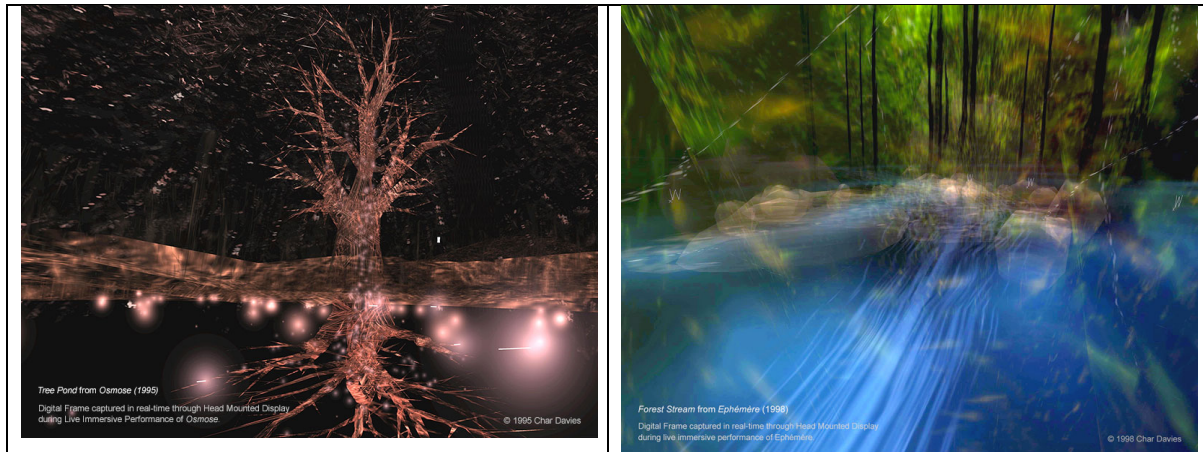 Tree Pond from Osmose (1995)
Digital Frame captured in real-time through Head Mounted Display
during Live Immersive Performance of Osmose.
© 1995 Char Davies
Forest Stream from Ephémère (1998)
Digital Frame captured in real-time through Head Mounted Display
during live immersive performance of Ephémère.
© 1998 Char Davies